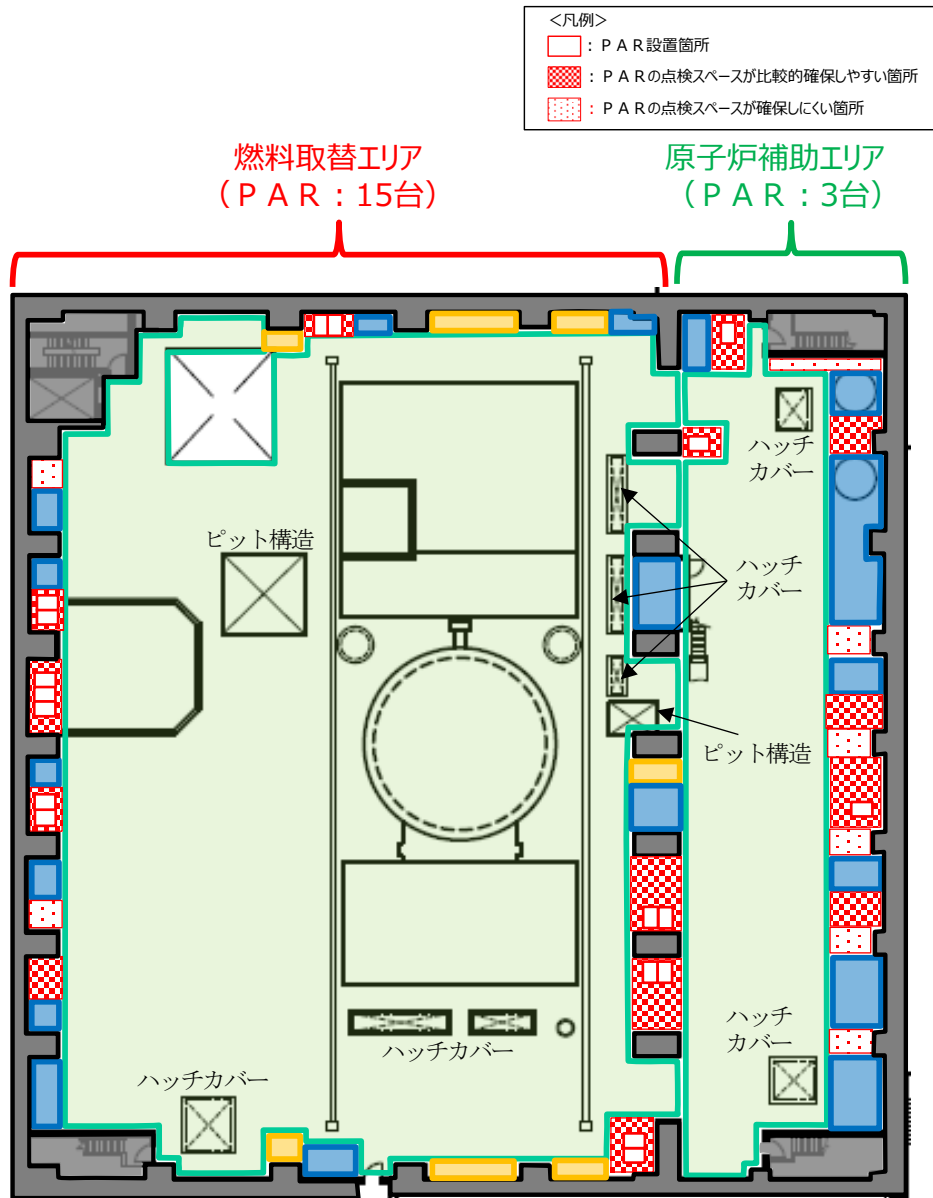 <凡例>
：ＰＡＲ設置箇所
：ＰＡＲの点検スペースが比較的確保しやすい箇所
：ＰＡＲの点検スペースが確保しにくい箇所
燃料取替エリア
（ＰＡＲ：15台）
原子炉補助エリア
（ＰＡＲ：3台）
ハッチ
カバー
ピット構造
ハッチ
カバー
ピット構造
ハッチ
カバー
ハッチカバー
ハッチカバー